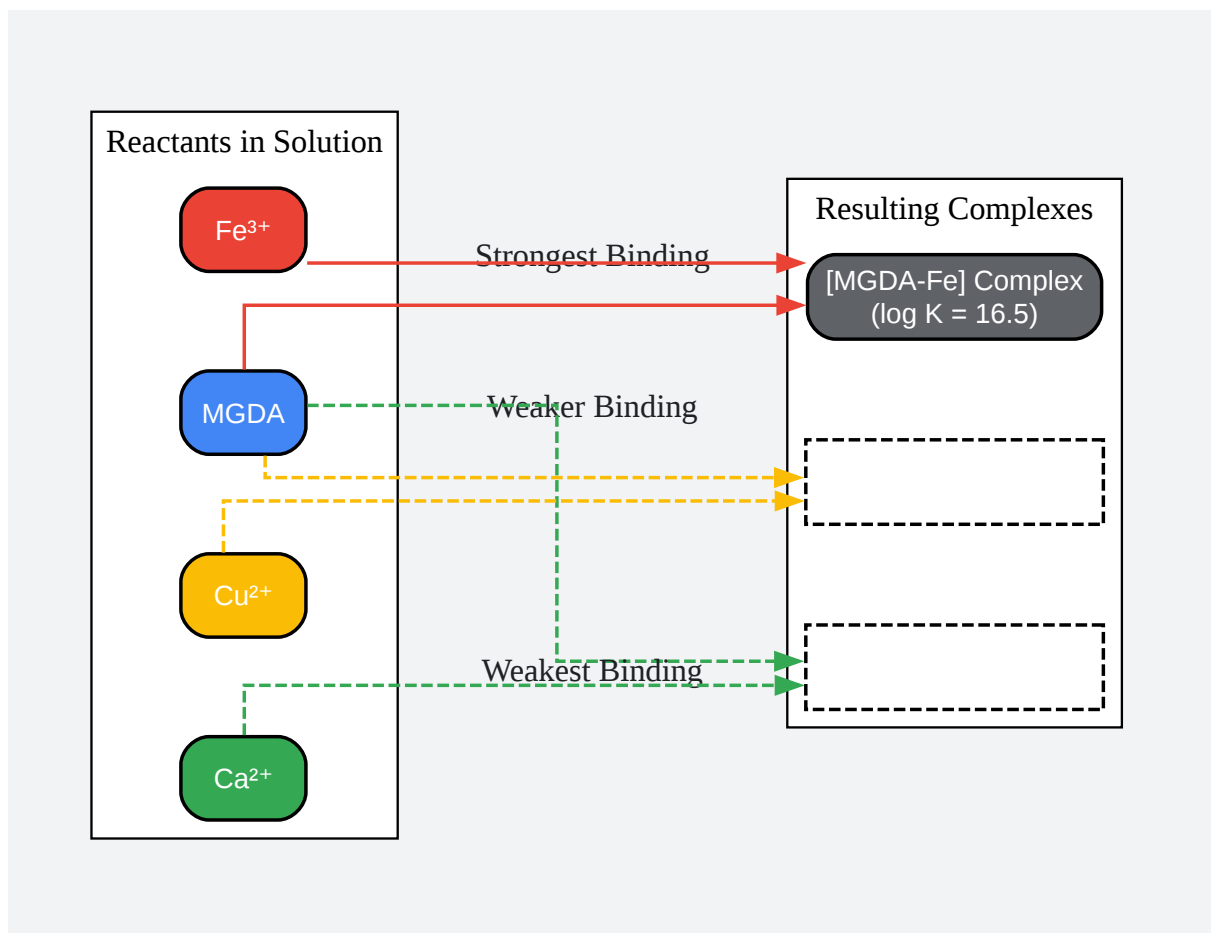 Reactants in Solution
Fe³⁺
MGDA
Cu²⁺
Ca²⁺
Strongest Binding
Weaker Binding
Weakest Binding
Resulting Complexes
[MGDA-Fe] Complex
(log K = 16.5)